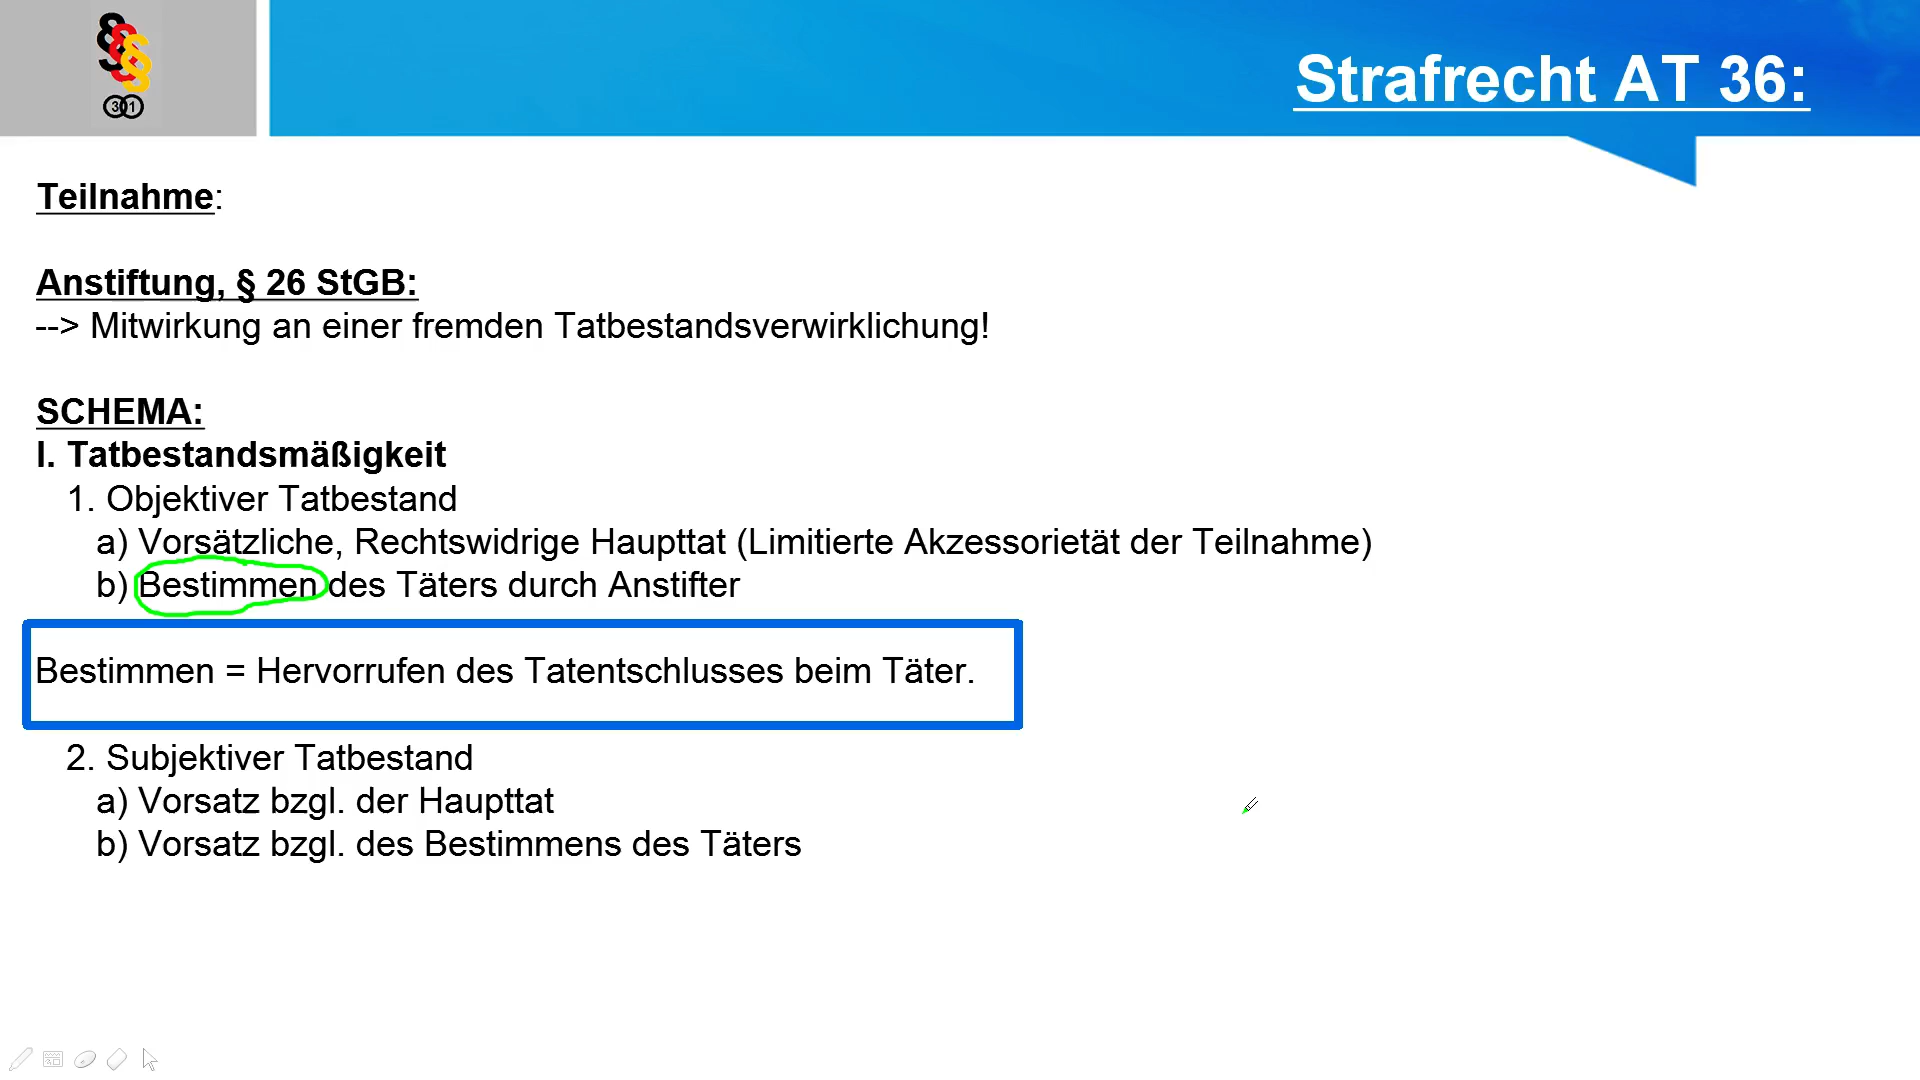 §§§
301
Strafrecht AT 36:
Teilnahme:
Anstiftung, § 26 StGB:
--> Mitwirkung an einer fremden Tatbestandsverwirklichung!
SCHEMA:
I. Tatbestandsmäßigkeit
1. Objektiver Tatbestand
a) Vorsätzliche, Rechtswidrige Haupttat (Limitierte Akzessorietät der Teilnahme)
b) Bestimmen des Täters durch Anstifter
Bestimmen = Hervorrufen des Tatentschlusses beim Täter.
2. Subjektiver Tatbestand
a) Vorsatz bzgl. der Haupttat
b) Vorsatz bzgl. des Bestimmens des Täters